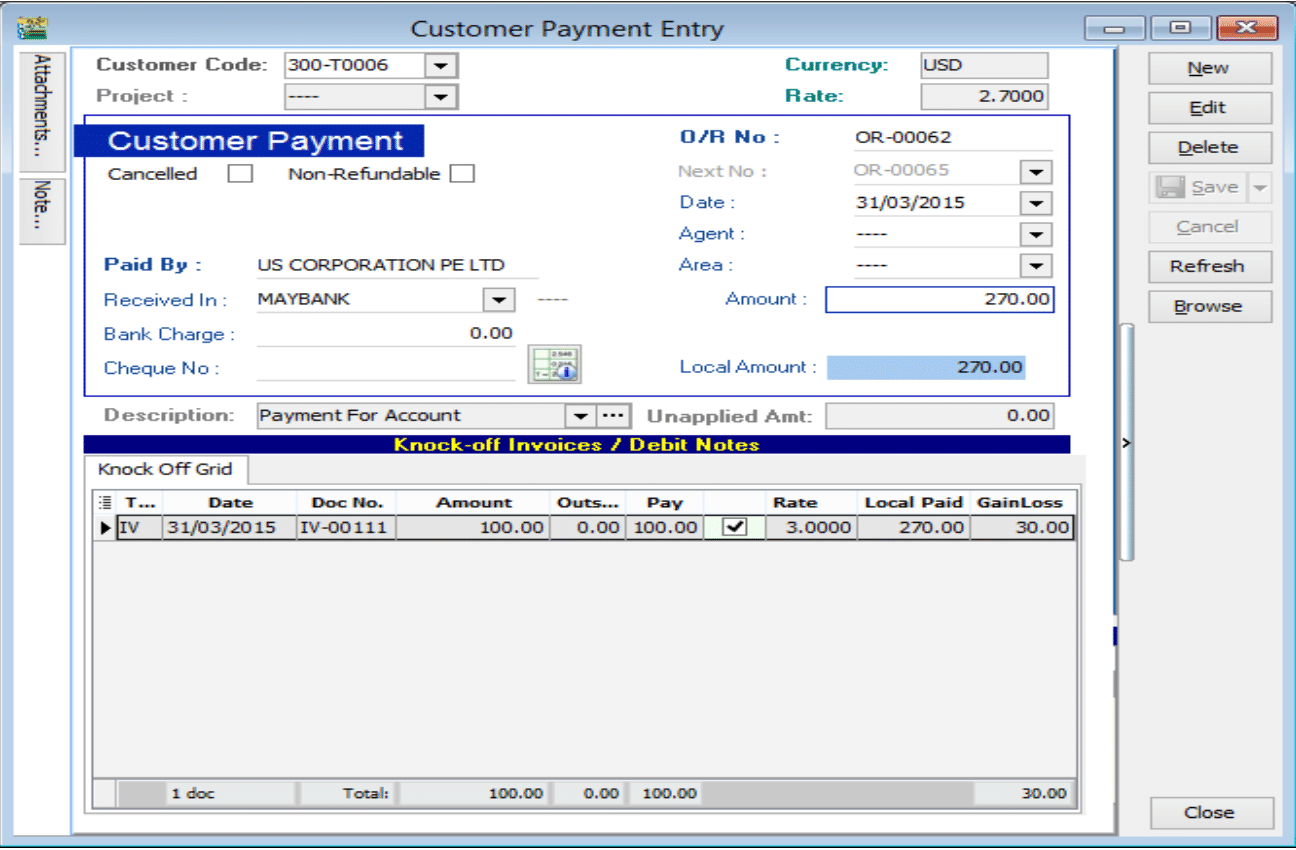 Customer Payment Entry
Attachments...
Note...
Customer Code: 300-T0006 Currency: USD
Project : ---- Rate: 2.7000
Customer Payment O/R No : OR-00062
Cancelled Non-Refundable Next No : OR-00065
Date : 31/03/2015
Agent : ----
Paid By : US CORPORATION PE LTD Area : ----
Received In : MAYBANK ---- Amount : 270.00
Bank Charge : 0.00
Cheque No : Local Amount : 270.00
Description: Payment For Account ... Unapplied Amt: 0.00
Knock-off Invoices / Debit Notes
Knock Off Grid
T... Date Doc No. Amount Outs... Pay Rate Local Paid GainLoss
IV 31/03/2015 IV-00111 100.00 0.00 100.00 3.0000 270.00 30.00
1 doc Total: 100.00 0.00 100.00 30.00
New
Edit
Delete
Save
Cancel
Refresh
Browse
>
Close